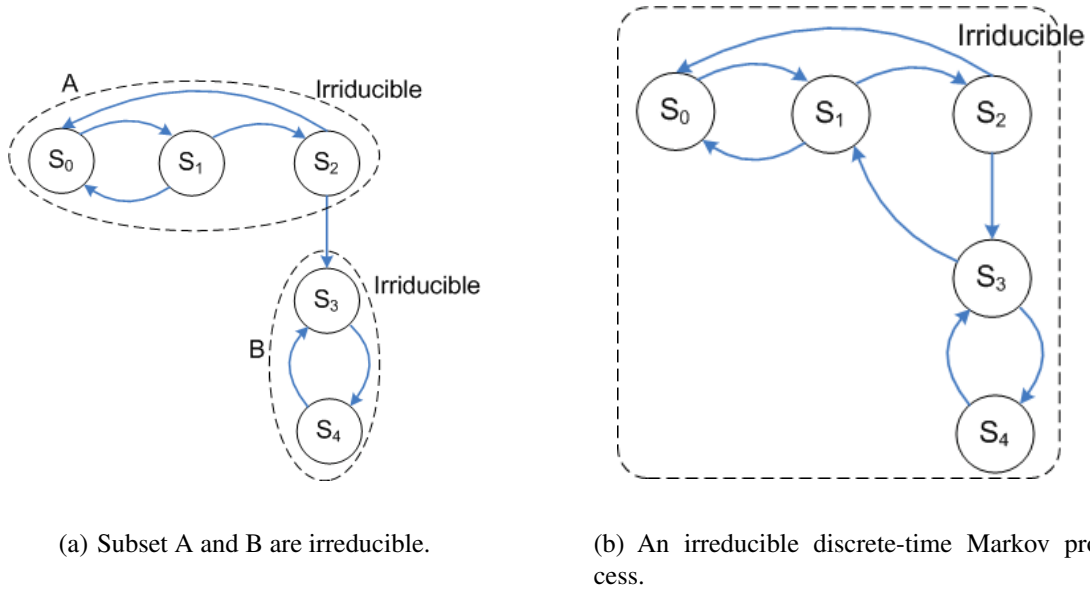 A
Irriducible
S0
S1
S2
Irriducible
S3
B
S4
(a) Subset A and B are irreducible.
Irriducible
S0
S1
S2
S3
S4
(b) An irreducible discrete-time Markov pro
cess.